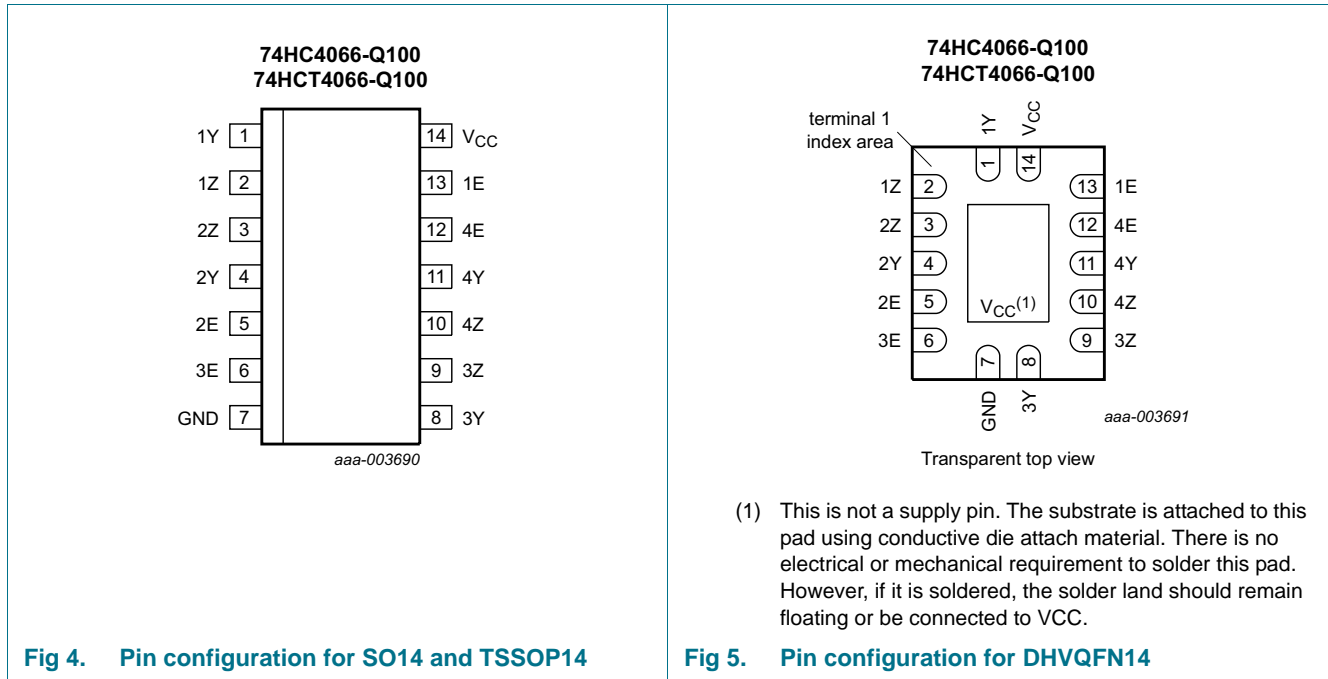 74HC4066-Q100
74HCT4066-Q100
1Y 1
14 VCC
1Z 2
13 1E
2Z 3
12 4E
2Y 4
11 4Y
2E 5
10 4Z
3E 6
9 3Z
GND 7
8 3Y
aaa-003690
Fig 4. Pin configuration for SO14 and TSSOP14
74HC4066-Q100
74HCT4066-Q100
terminal 1
index area
1Y
VCC
1
14
1Z 2
13 1E
2Z 3
12 4E
2Y 4
11 4Y
2E 5
VCC(1)
10 4Z
3E 6
9 3Z
7
8
GND
3Y
aaa-003691
Transparent top view
(1) This is not a supply pin. The substrate is attached to this
pad using conductive die attach material. There is no
electrical or mechanical requirement to solder this pad.
However, if it is soldered, the solder land should remain
floating or be connected to VCC.
Fig 5. Pin configuration for DHVQFN14